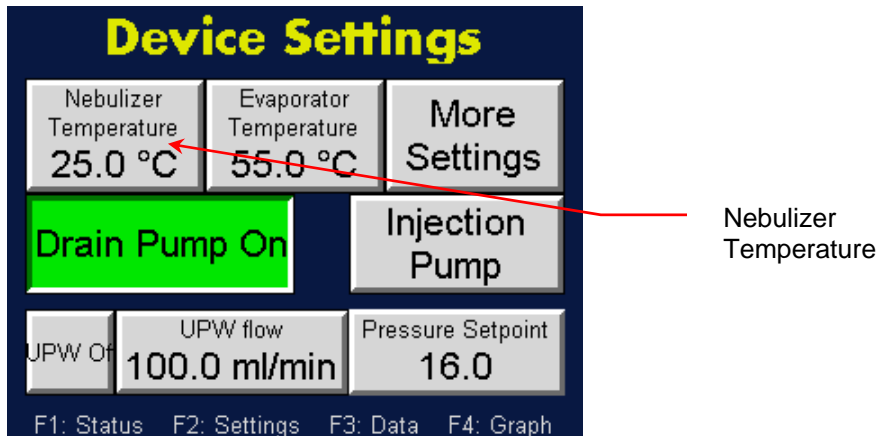 Device Settings
Nebulizer
Temperature
25.0 °C
Evaporator
Temperature
55.0 °C
More
Settings
Drain Pump On
Injection
Pump
Nebulizer
Temperature
UPW Of
UPW flow
100.0 ml/min
Pressure Setpoint
16.0
F1: Status F2: Settings F3: Data F4: Graph